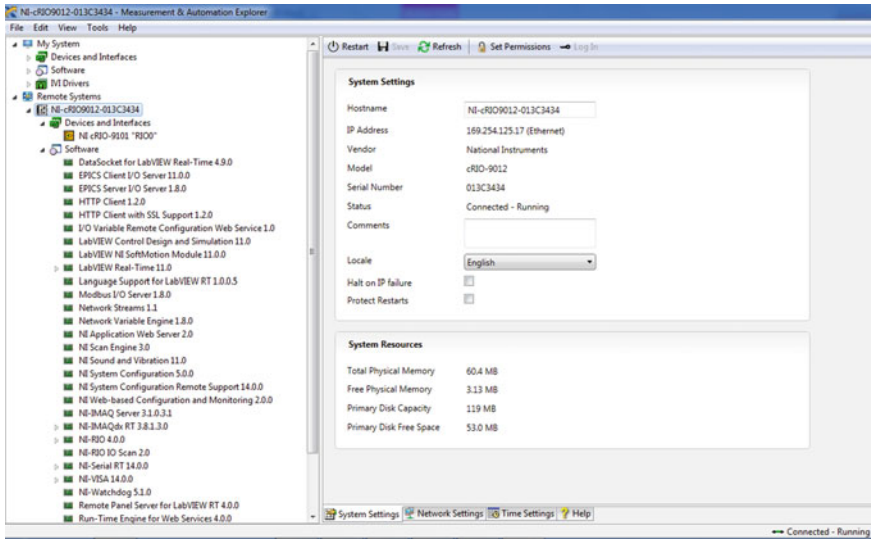 NI-cRIO9012-013C3434 - Measurement & Automation Explorer
File Edit View Tools Help
My System
Devices and Interfaces
Software
IVI Drivers
Remote Systems
NI-cRIO9012-013C3434
Devices and Interfaces
NI cRIO-9101 "RIO0"
Software
DataSocket for LabVIEW Real-Time 4.9.0
EPICS Client I/O Server 11.0.0
EPICS Server I/O Server 1.8.0
HTTP Client 1.2.0
HTTP Client with SSL Support 1.2.0
I/O Variable Remote Configuration Web Service 1.0
LabVIEW Control Design and Simulation 11.0
LabVIEW NI SoftMotion Module 11.0.0
LabVIEW Real-Time 11.0
Language Support for LabVIEW RT 1.0.0.5
Modbus I/O Server 1.8.0
Network Streams 1.1
Network Variable Engine 1.8.0
NI Application Web Server 2.0
NI Scan Engine 3.0
NI Sound and Vibration 11.0
NI System Configuration 5.0.0
NI System Configuration Remote Support 14.0.0
NI Web-based Configuration and Monitoring 2.0.0
NI-IMAQ Server 3.1.0.3.1
NI-IMAQdx RT 3.8.1.3.0
NI-RIO 4.0.0
NI-RIO IO Scan 2.0
NI-Serial RT 14.0.0
NI-VISA 14.0.0
NI-Watchdog 5.1.0
Remote Panel Server for LabVIEW RT 4.0.0
Run-Time Engine for Web Services 4.0.0
Restart Save Refresh Set Permissions Log In
System Settings
Hostname NI-cRIO9012-013C3434
IP Address 169.254.125.17 (Ethernet)
Vendor National Instruments
Model cRIO-9012
Serial Number 013C3434
Status Connected - Running
Comments
Locale English
Halt on IP failure
Protect Restarts
System Resources
Total Physical Memory 60.4 MB
Free Physical Memory 3.13 MB
Primary Disk Capacity 119 MB
Primary Disk Free Space 53.0 MB
System Settings Network Settings Time Settings Help
Connected - Running